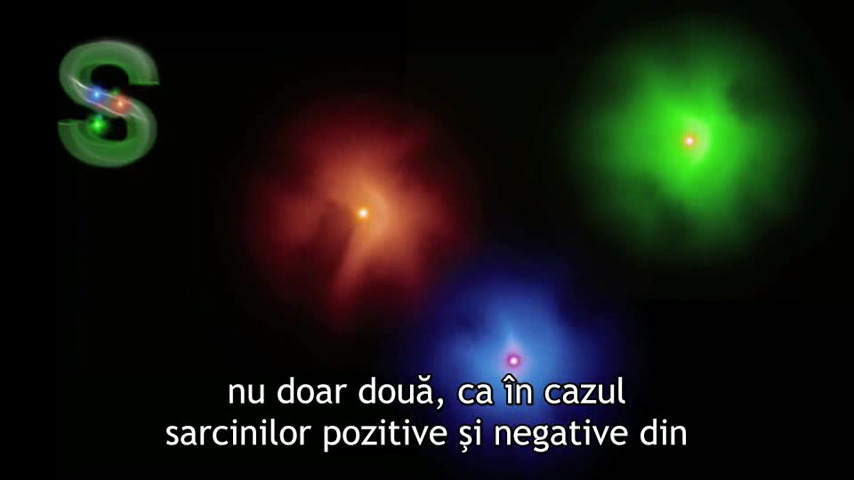 S
nu doar două, ca în cazul
sarcinilor pozitive şi negative din